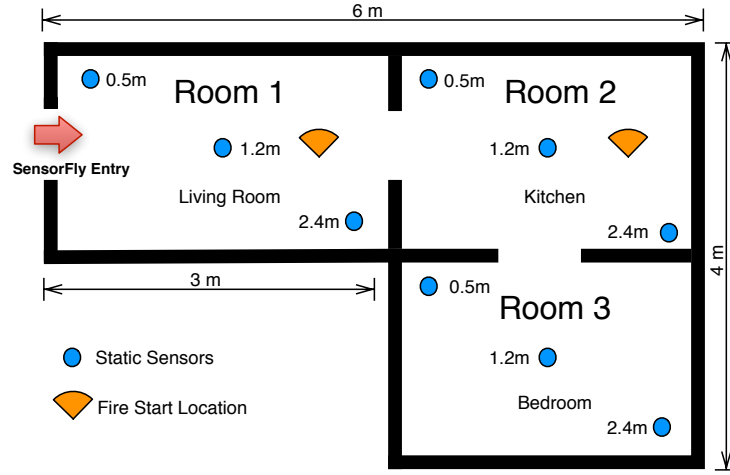 6 m
0.5m
Room 1
0.5m
Room 2
1.2m
1.2m
SensorFly Entry
Living Room
Kitchen
2.4m
2.4m
4 m
3 m
0.5m
Room 3
Static Sensors
1.2m
Fire Start Location
Bedroom
2.4m